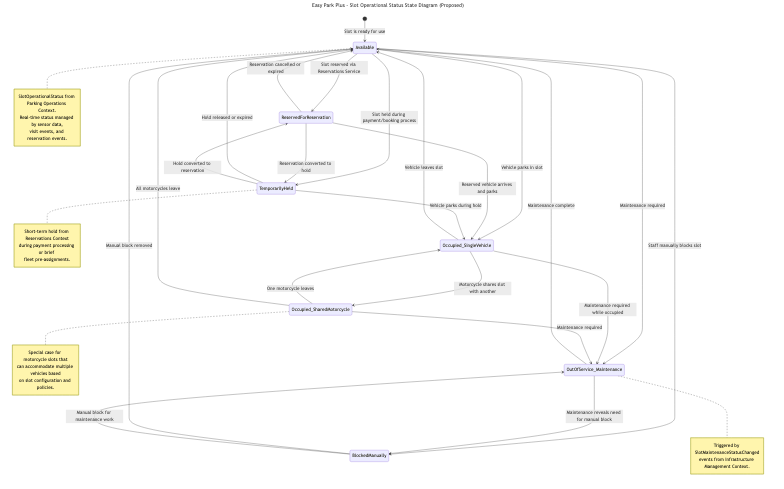 Easy Park Plus - Slot Operational Status State Diagram (Proposed)
Slot is ready for use
Available
Reservation cancelled or
expired
Slot reserved via
Reservations Service
SlotOperationalStatus from
Parking Operations
Context.
Real-time status managed
by sensor data,
visit events, and
reservation events.
ReservedForReservation
Held released or expired
Slot held during
payment/booking process
Hold converted to
reservation
Reservation converted to
hold
Vehicle leaves slot
Vehicle parks in slot
Reserved vehicle arrives
and parks
TemporarilyHeld
All motorcycles leave
Vehicle parks during hold
Maintenance complete
Maintenance required
Short-term hold from
Reservations Context
during payment processing
or brief
fleet pre-assignments.
Manual block removed
Occupied_SingleVehicle
Staff manually blocks slot
One motorcycle leaves
Motorcycle shares slot
with another
Occupied_SharedMotorcycle
Maintenance required
while occupied
Maintenance required
Special case for
motorcycle slots that
can accommodate multiple
vehicles based
on slot configuration and
policies.
OutOfService_Maintenance
Manual block for
maintenance work
Maintenance reveals need
for manual block
BlockedManually
Triggered by
SlotMaintenanceStatusChanged
events from Infrastructure
Management Context.